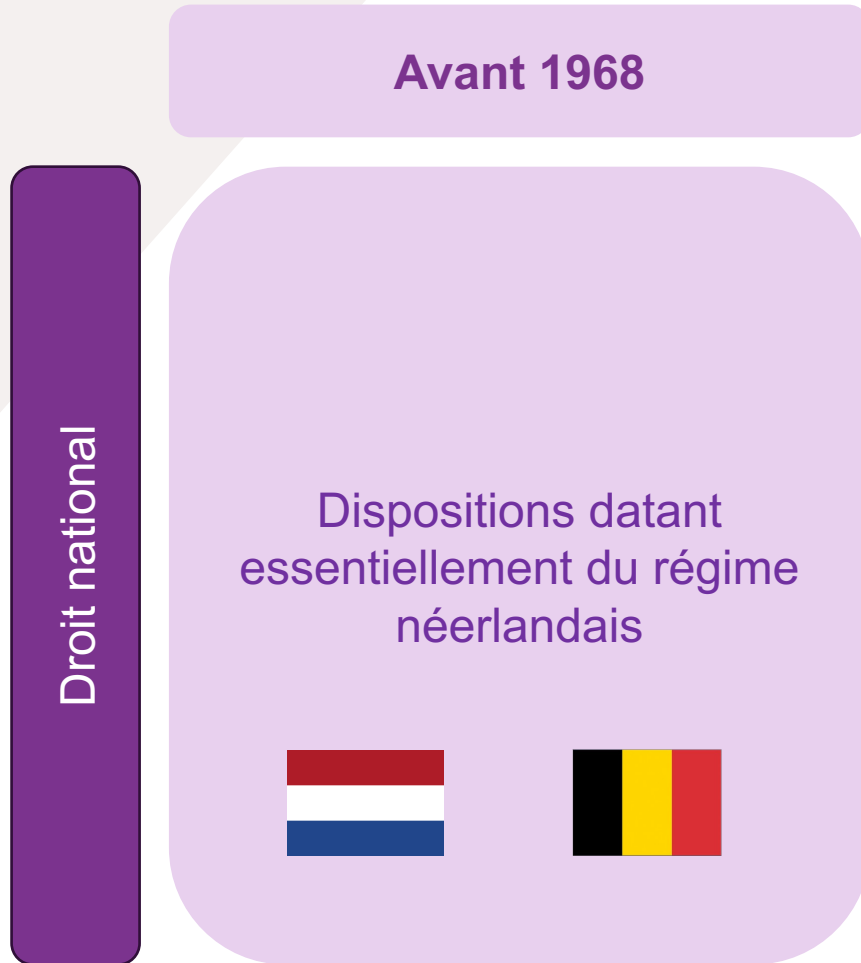 Avant 1968
Droit national
Dispositions datant
essentiellement du régime
néerlandais